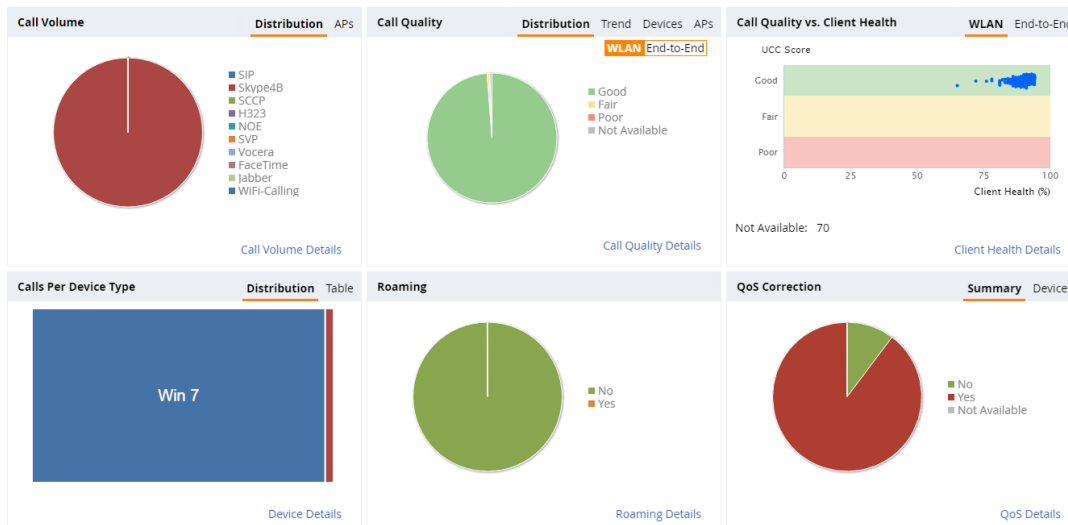 Call Volume
Distribution APs
SIP
Skype4B
SCCP
H323
NOE
SVP
Vocera
FaceTime
Jabber
WiFi-Calling
Call Volume Details
Call Quality
Distribution Trend Devices APs
WLAN End-to-End
Good
Fair
Poor
Not Available
Call Quality Details
Call Quality vs. Client Health
WLAN End-to-End
UCC Score
Good
Fair
Poor
0 25 50 75 100
Client Health (%)
Not Available: 70
Client Health Details
Calls Per Device Type
Distribution Table
Win 7
Device Details
Roaming
No
Yes
Roaming Details
QoS Correction
Summary Device
No
Yes
Not Available
QoS Details